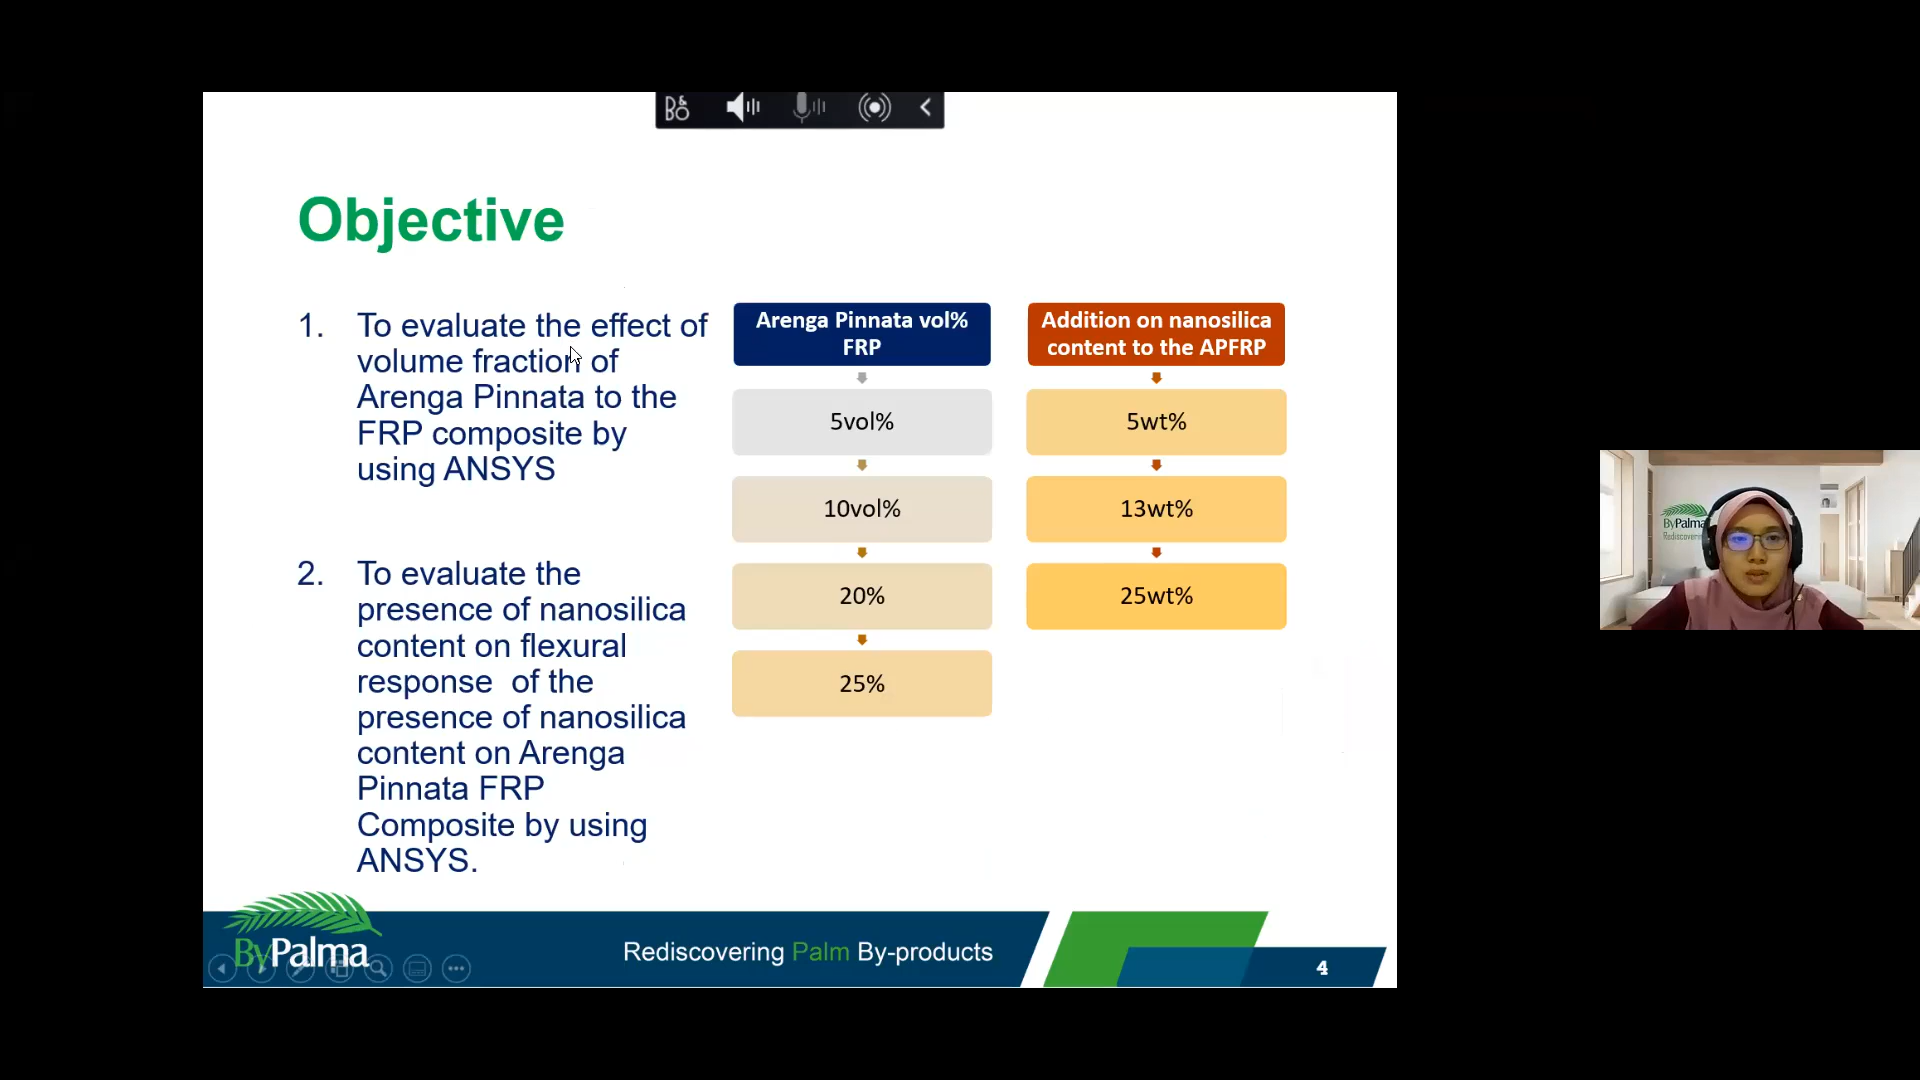 B&O
Objective
1. To evaluate the effect of
volume fraction of
Arenga Pinnata to the
FRP composite by
using ANSYS
2. To evaluate the
presence of nanosilica
content on flexural
response of the
presence of nanosilica
content on Arenga
Pinnata FRP
Composite by using
ANSYS.
Arenga Pinnata vol%
FRP
5vol%
10vol%
20%
25%
Addition on nanosilica
content to the APFRP
5wt%
13wt%
25wt%
ByPalma
Rediscovering Palm By-products
4
ByPalma